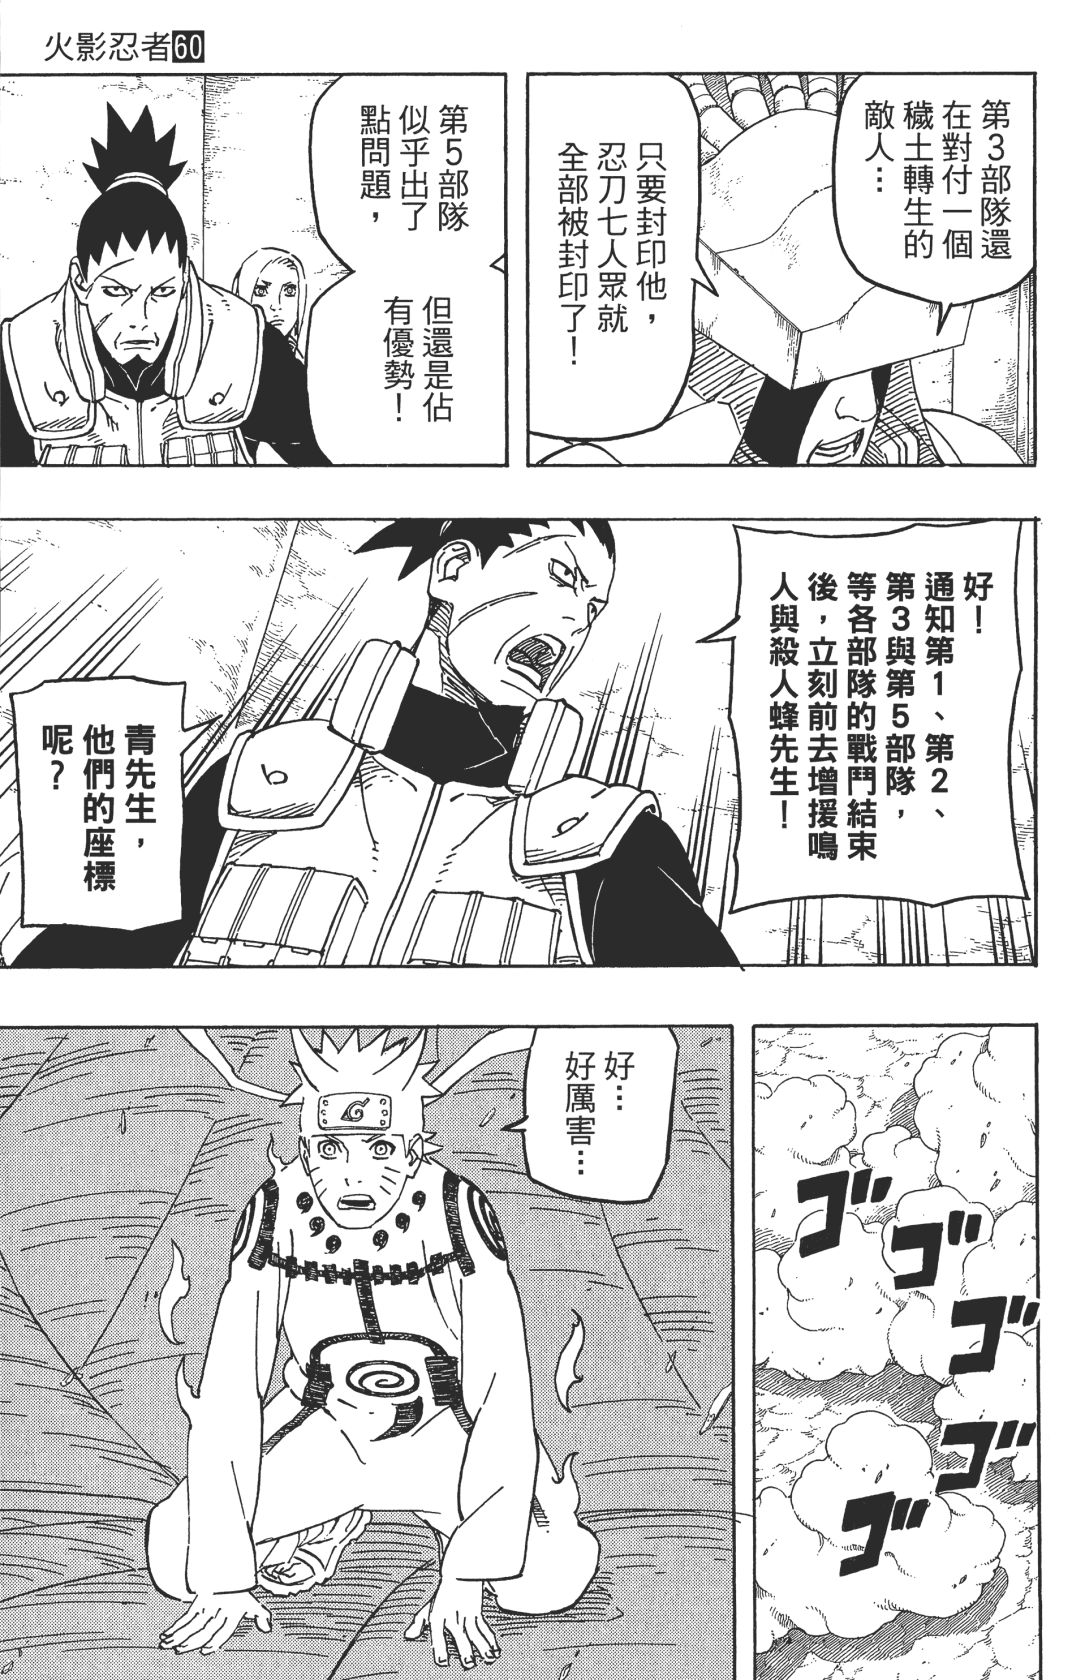 火影忍者60
第3部隊還
在對付一個
穢土轉生的
敵人…
只要封印他，
忍刀七人眾就
全部被封印了！
第5部隊
似乎出了
點問題，
但還是佔
有優勢！
好！
通知第1、第2、
第3與第5部隊，
等各部隊的戰鬥結束
後，立刻前去增援鳴
人與殺人蜂先生！
青先生，
他們的座標
呢？
ゴ
ゴ
ゴ
ゴ
ゴ
好…
好厲害…